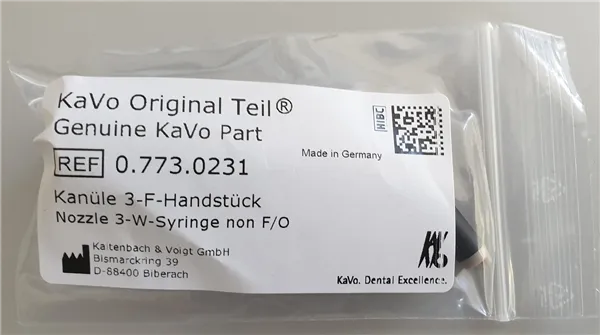 KaVo Original Teil®
Genuine KaVo Part
HIBC
REF 0.773.0231
Made in Germany
Kanüle 3-F-Handstück
Nozzle 3-W-Syringe non F/O
Kaltenbach & Voigt GmbH
Bismarckring 39
D-88400 Biberach
KaVo. Dental Excellence.